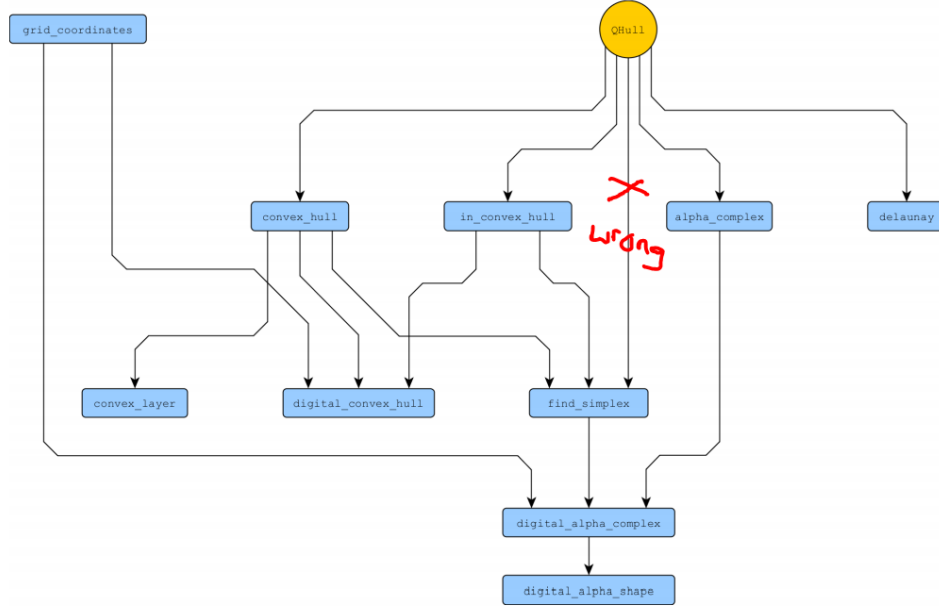 grid_coordinates
QHull
convex_hull
in_convex_hull
alpha_complex
delaunay
wrong
convex_layer
digital_convex_hull
find_simplex
digital_alpha_complex
digital_alpha_shape